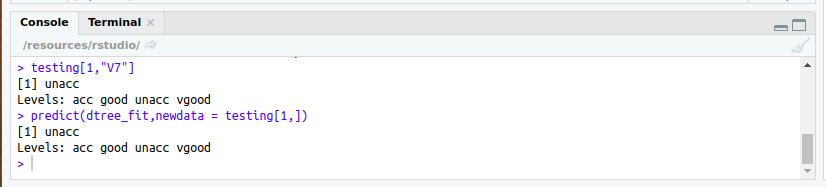 Console Terminal ×
/resources/rstudio/
> testing[1,"V7"]
[1] unacc
Levels: acc good unacc vgood
> predict(dtree_fit,newdata = testing[1,])
[1] unacc
Levels: acc good unacc vgood
>